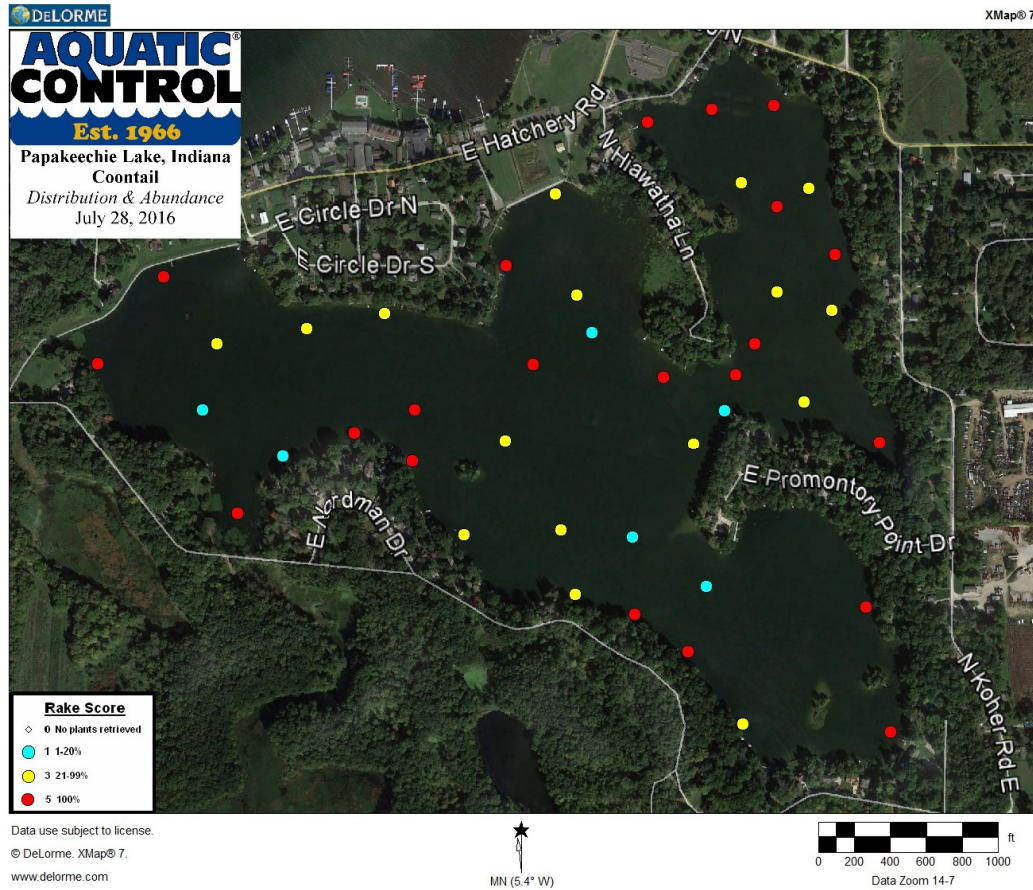 DELORME
XMap® 7
AQUATIC®
CONTROL
Est. 1966
Papakeechie Lake, Indiana
Coontail
Distribution & Abundance
July 28, 2016
N
E Hatchery Rd
N Hiawatha Ln
E Circle Dr N
E Circle Dr S
E Nordman Dr
E Promontory Point Dr
N Koher Rd E
Rake Score
0 No plants retrieved
1 1-20%
3 21-99%
5 100%
Data use subject to license.
© DeLorme. XMap® 7.
www.delorme.com
MN (5.4° W)
ft
0 200 400 600 800 1000
Data Zoom 14-7